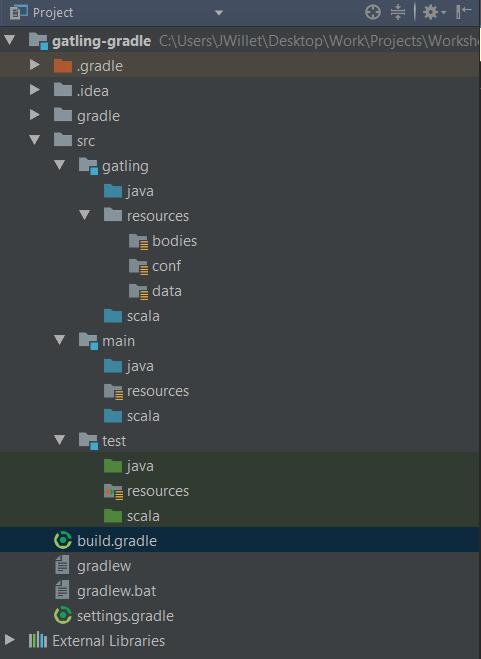 Project
gatling-gradle C:\Users\JWillet\Desktop\Work\Projects\Worksho
.gradle
.idea
gradle
src
gatling
java
resources
bodies
conf
data
scala
main
java
resources
scala
test
java
resources
scala
build.gradle
gradlew
gradlew.bat
settings.gradle
External Libraries